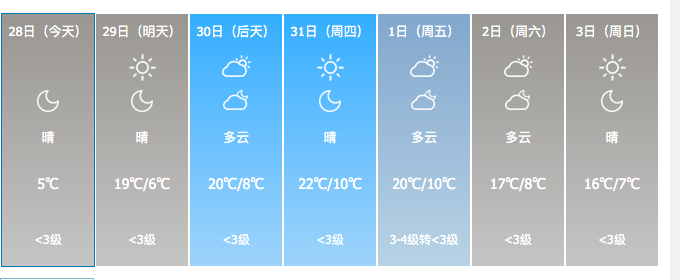 28日（今天）
29日（明天）
30日（后天）
31日（周四）
1日（周五）
2日（周六）
3日（周日）
晴
晴
多云
晴
多云
多云
晴
5℃
19℃/6℃
20℃/8℃
22℃/10℃
20℃/10℃
17℃/8℃
16℃/7℃
<3级
<3级
<3级
<3级
3-4级转<3级
<3级
<3级